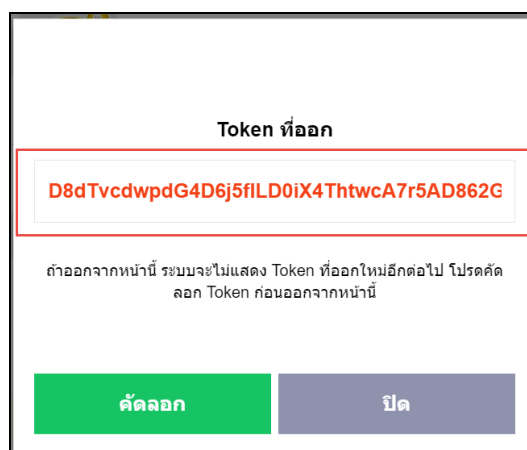 Token ที่ออก
D8dTvcdwpdG4D6j5flLD0iX4ThtwcA7r5AD862G
ถ้าออกจากหน้านี้ ระบบจะไม่แสดง Token ที่ออกใหม่อีกต่อไป โปรดคัด
ลอก Token ก่อนออกจากหน้านี้
คัดลอก
ปิด